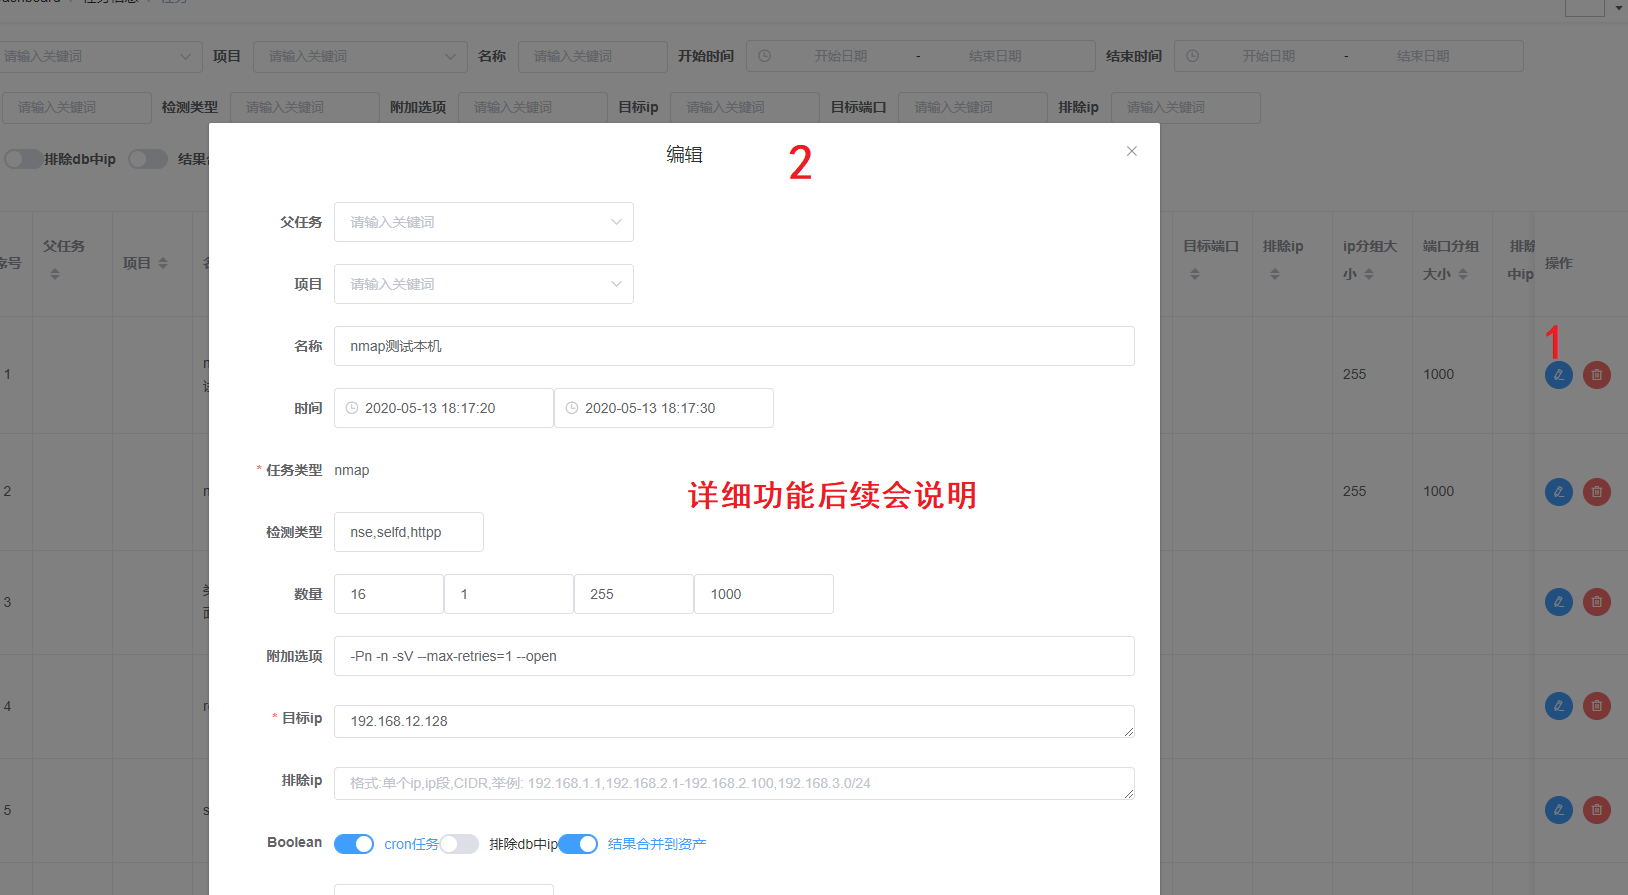 任务信息
请输入关键词 项目 请输入关键词 名称 请输入关键词 开始时间 开始日期 - 结束日期 结束时间 开始日期 - 结束日期
请输入关键词 检测类型 请输入关键词 附加选项 请输入关键词 目标ip 请输入关键词 目标端口 请输入关键词 排除ip 请输入关键词
排除db中ip 结果
编辑 2
父任务 请输入关键词
项目 请输入关键词
名称 nmap测试本机
时间 2020-05-13 18:17:20 2020-05-13 18:17:30
* 任务类型 nmap
详细功能后续会说明
检测类型 nse,selfd,httpp
数量 16 1 255 1000
附加选项 -Pn -n -sV --max-retries=1 --open
* 目标ip 192.168.12.128
排除ip 格式:单个ip,ip段,CIDR,举例: 192.168.1.1,192.168.2.1-192.168.2.100,192.168.3.0/24
Boolean cron任务 排除db中ip 结果合并到资产
序号 父任务 项目 目标端口 排除ip ip分组大小 端口分组大小 排除中ip 操作
1
1 255 1000
2 255 1000
3
4
5